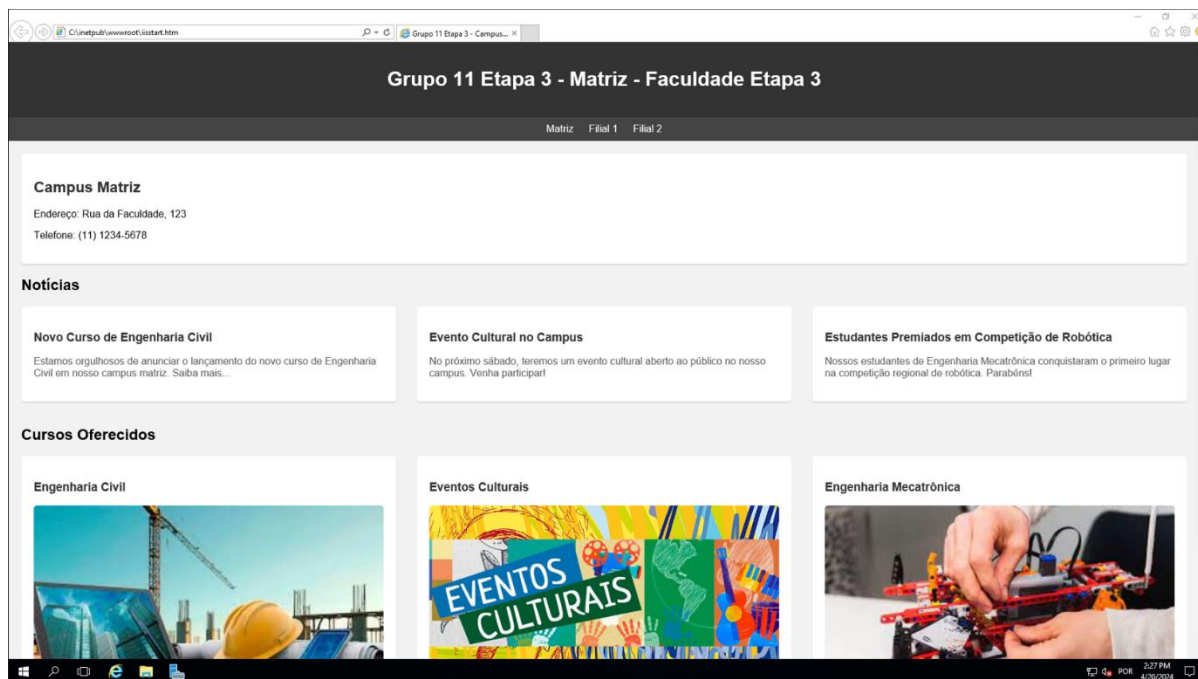 C:\inetpub\wwwroot\iisstart.htm
Grupo 11 Etapa 3 - Campus...
Grupo 11 Etapa 3 - Matriz - Faculdade Etapa 3
Matriz Filial 1 Filial 2
Campus Matriz
Endereço: Rua da Faculdade, 123
Telefone: (11) 1234-5678
Notícias
Novo Curso de Engenharia Civil
Estamos orgulhosos de anunciar o lançamento do novo curso de Engenharia
Civil em nosso campus matriz. Saiba mais...
Evento Cultural no Campus
No próximo sábado, teremos um evento cultural aberto ao público no nosso
campus. Venha participar!
Estudantes Premiados em Competição de Robótica
Nossos estudantes de Engenharia Mecatrônica conquistaram o primeiro lugar
na competição regional de robótica. Parabéns!
Cursos Oferecidos
Engenharia Civil
Eventos Culturais
EVENTOS
CULTURAIS
Engenharia Mecatrônica
POR
2:27 PM
4/20/2024